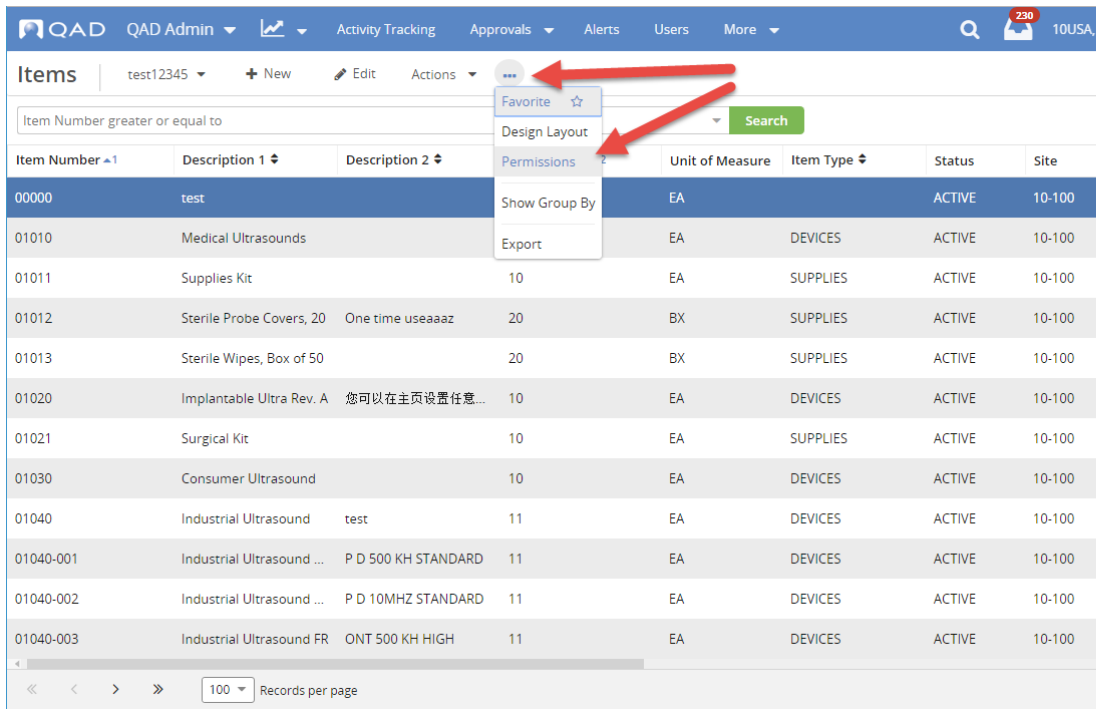 QAD QAD Admin Activity Tracking Approvals Alerts Users More 230 10USA,
Items test12345 + New Edit Actions ...
Favorite
Design Layout
Permissions
Show Group By
Export
Item Number greater or equal to Search
Item Number 1 Description 1 Description 2 2 Unit of Measure Item Type Status Site
00000 test EA ACTIVE 10-100
01010 Medical Ultrasounds EA DEVICES ACTIVE 10-100
01011 Supplies Kit 10 EA SUPPLIES ACTIVE 10-100
01012 Sterile Probe Covers, 20 One time useaaaz 20 BX SUPPLIES ACTIVE 10-100
01013 Sterile Wipes, Box of 50 20 BX SUPPLIES ACTIVE 10-100
01020 Implantable Ultra Rev. A 您可以在主页设置任意... 10 EA DEVICES ACTIVE 10-100
01021 Surgical Kit 10 EA SUPPLIES ACTIVE 10-100
01030 Consumer Ultrasound 10 EA DEVICES ACTIVE 10-100
01040 Industrial Ultrasound test 11 EA DEVICES ACTIVE 10-100
01040-001 Industrial Ultrasound ... P D 500 KH STANDARD 11 EA DEVICES ACTIVE 10-100
01040-002 Industrial Ultrasound ... P D 10MHZ STANDARD 11 EA DEVICES ACTIVE 10-100
01040-003 Industrial Ultrasound FR ONT 500 KH HIGH 11 EA DEVICES ACTIVE 10-100
100 Records per page